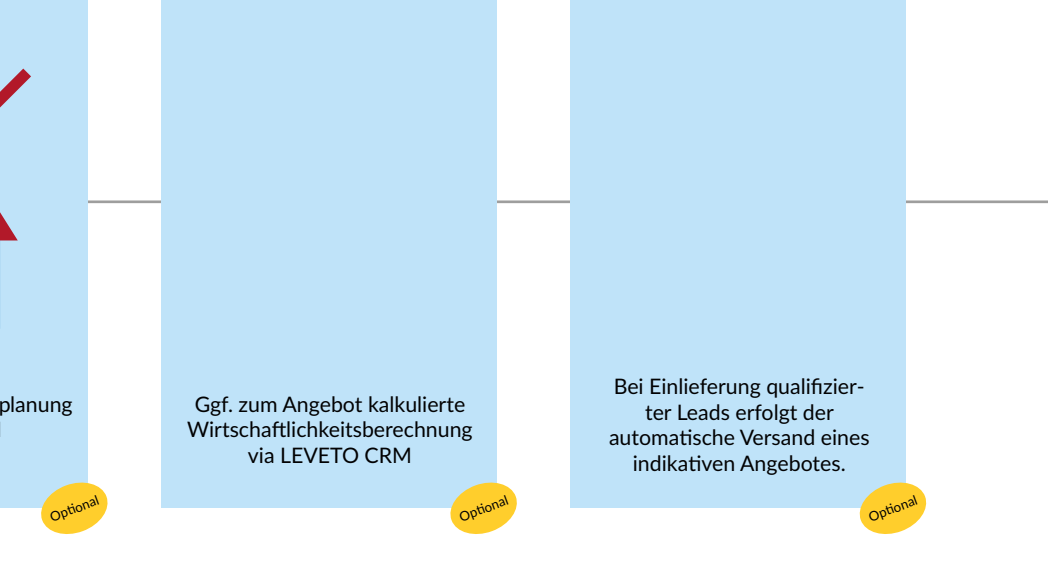 planung
Ggf. zum Angebot kalkulierte
Wirtschaftlichkeitsberechnung
via LEVETO CRM
Bei Einlieferung qualifizier-
ter Leads erfolgt der
automatische Versand eines
indikativen Angebotes.
Optional
Optional
Optional